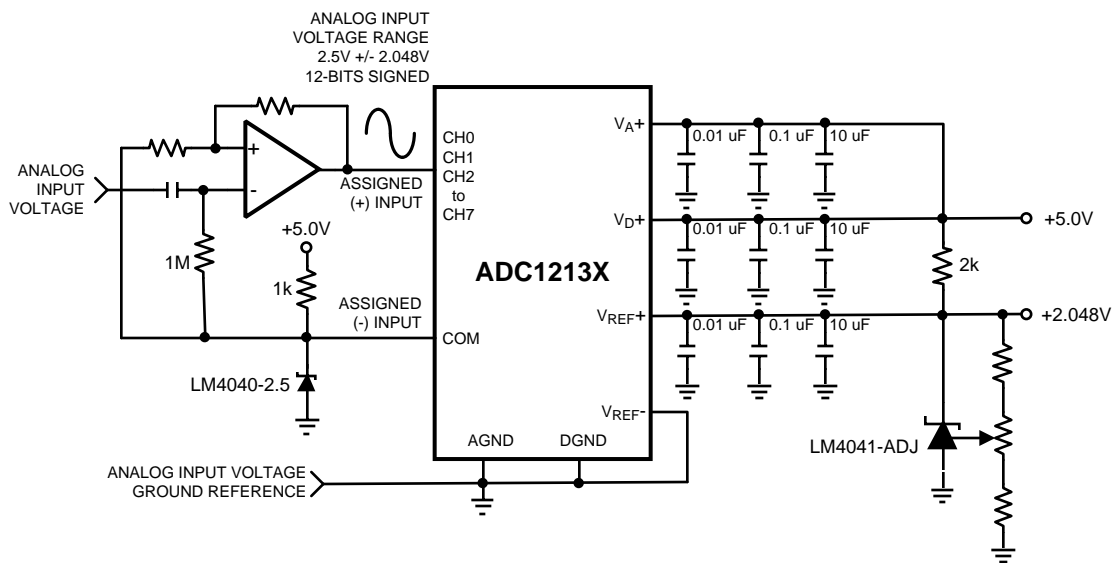 ANALOG INPUT
VOLTAGE RANGE
2.5V +/- 2.048V
12-BITS SIGNED
ANALOG
INPUT
VOLTAGE
+
-
1M
+5.0V
1k
LM4040-2.5
ASSIGNED
(+) INPUT
ASSIGNED
(-) INPUT
CH0
CH1
CH2
to
CH7
COM
ADC1213X
VA+
VD+
VREF+
VREF-
AGND
DGND
0.01 uF
0.1 uF
10 uF
0.01 uF
0.1 uF
10 uF
0.01 uF
0.1 uF
10 uF
+5.0V
2k
+2.048V
LM4041-ADJ
ANALOG INPUT VOLTAGE
GROUND REFERENCE